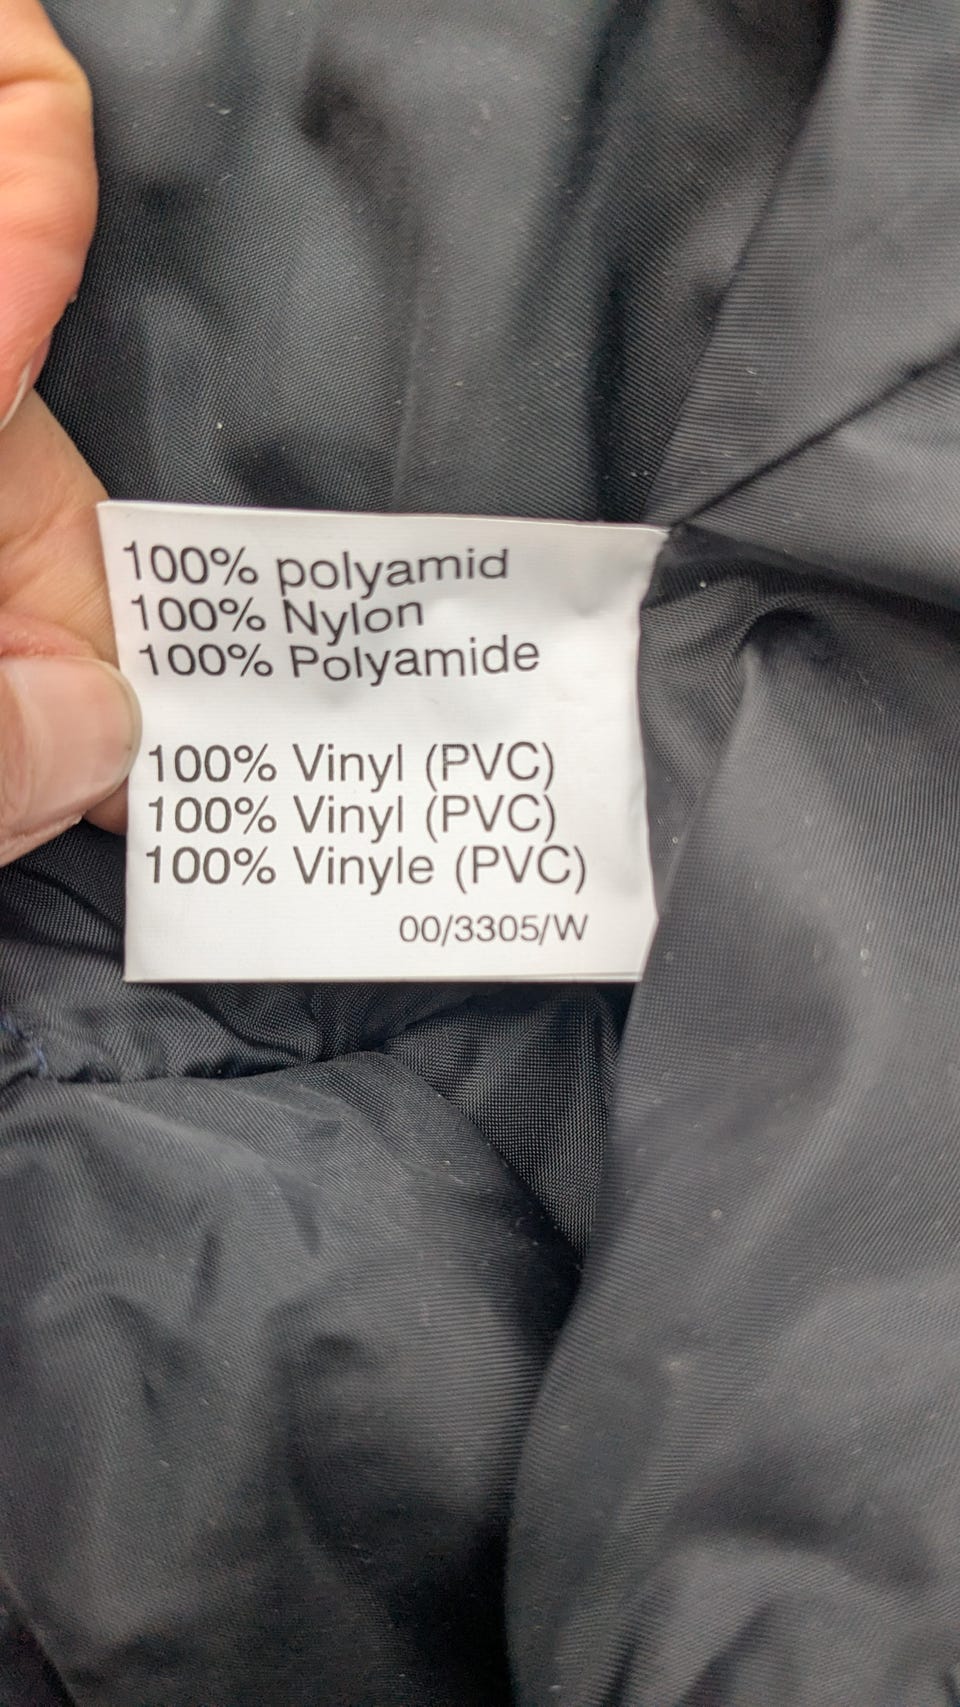 100% polyamid
100% Nylon
100% Polyamide
100% Vinyl (PVC)
100% Vinyl (PVC)
100% Vinyle (PVC)
00/3305/W